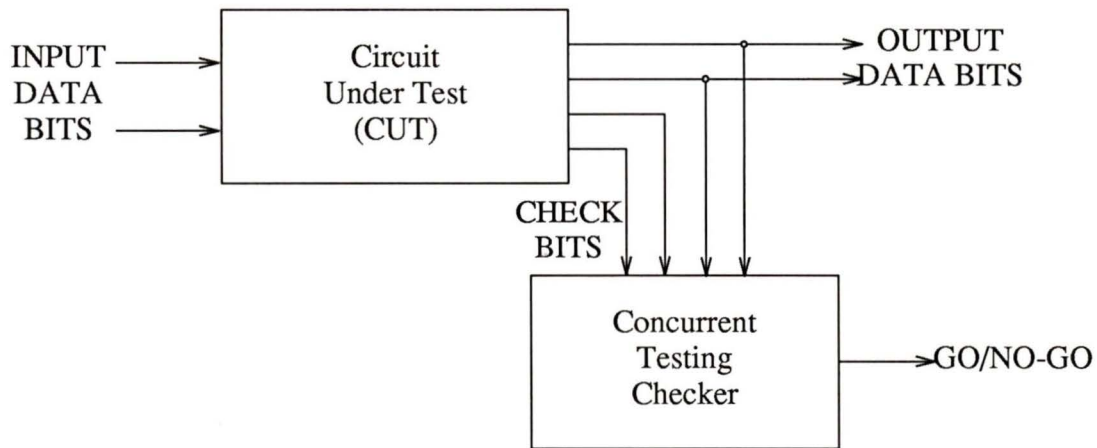 INPUT
DATA
BITS
Circuit
Under Test
(CUT)
OUTPUT
DATA BITS
CHECK
BITS
Concurrent
Testing
Checker
GO/NO-GO